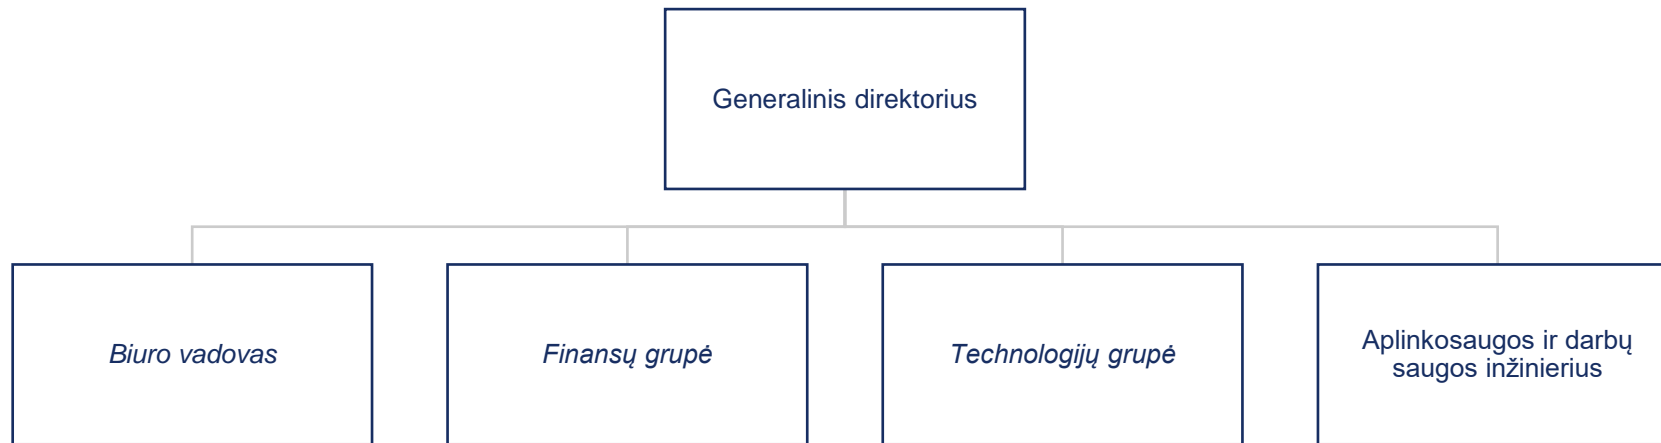 Generalinis direktorius
Biuro vadovas
Finansų grupė
Technologijų grupė
Aplinkosaugos ir darbų
saugos inžinierius